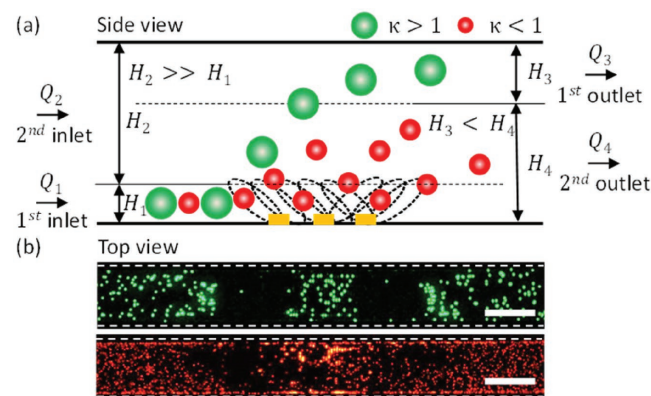 (a) Side view κ > 1 κ < 1
H₂ >> H₁
H₃
Q₃
1ˢᵗ outlet
Q₂
2ⁿᵈ inlet
H₂
H₃ < H₄
Q₁
1ˢᵗ inlet
H₁
H₄
Q₄
2ⁿᵈ outlet
(b) Top view